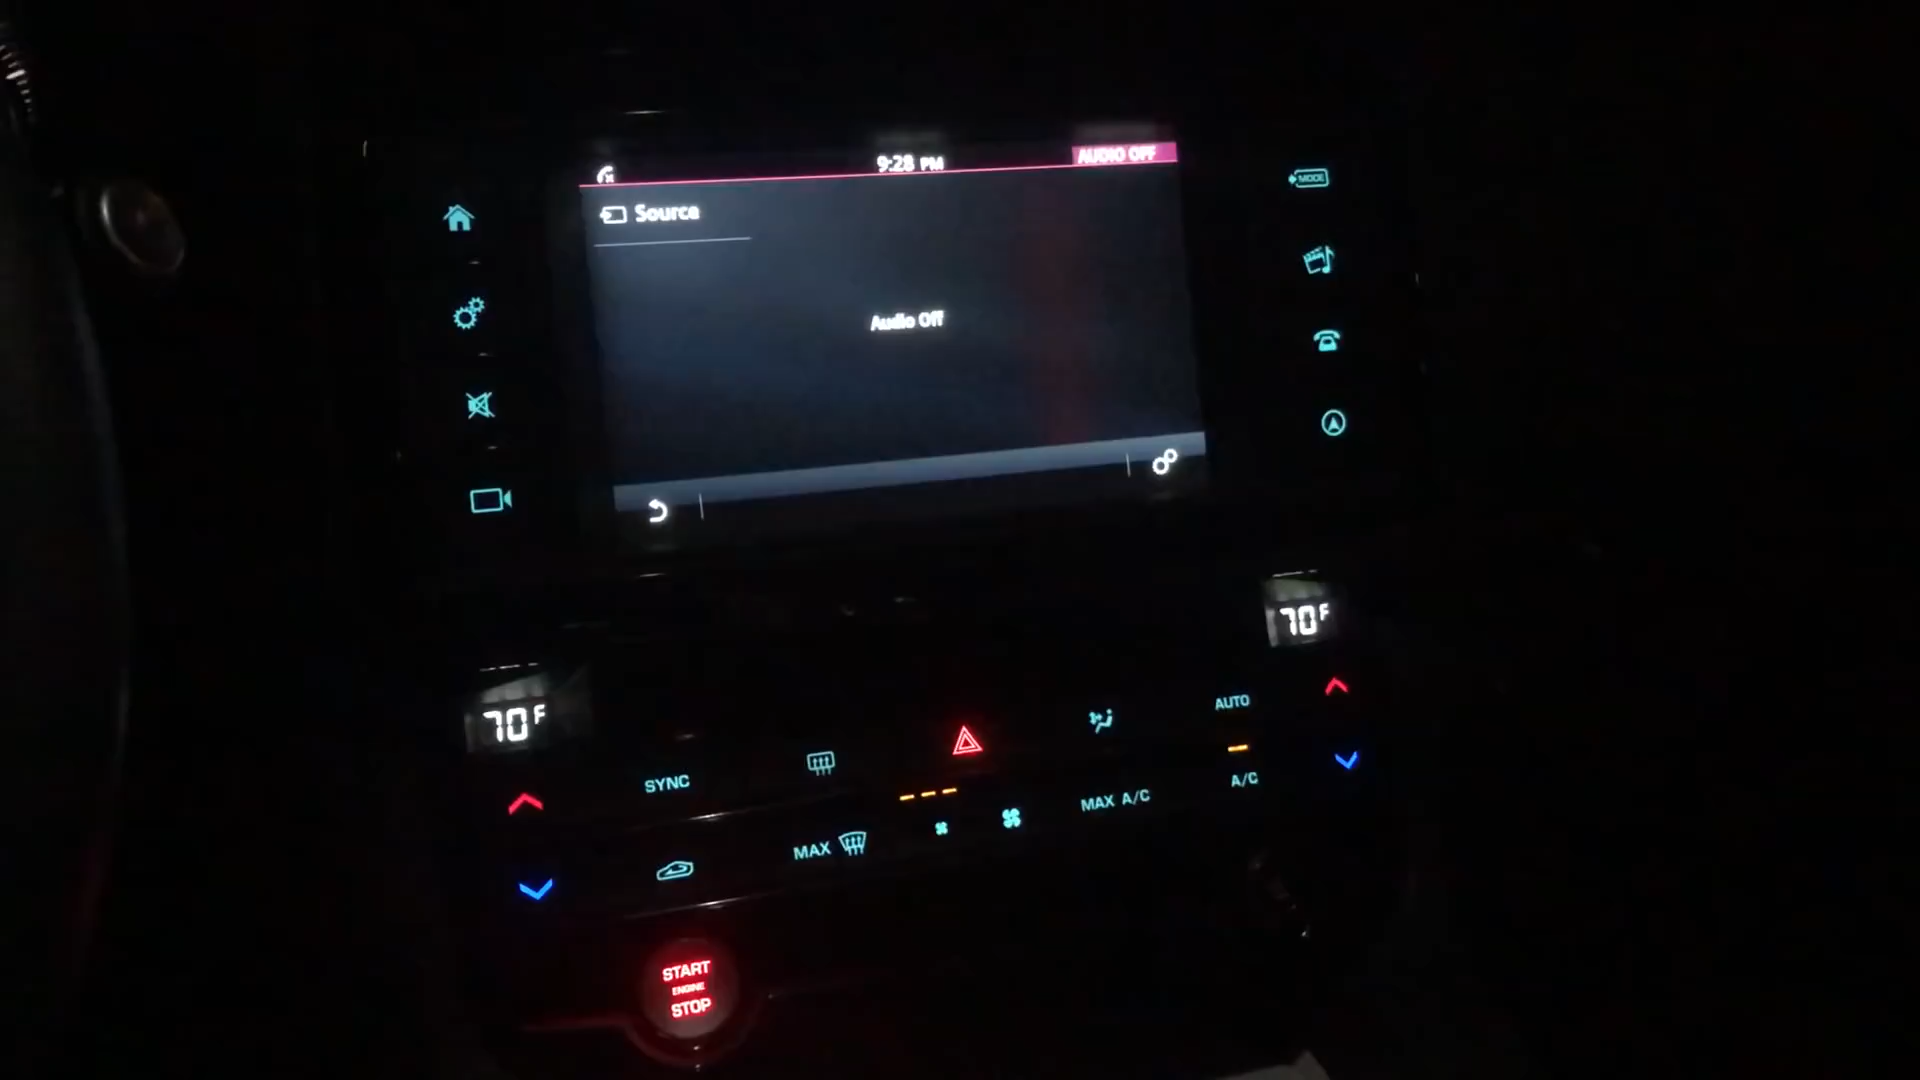 9:28 PM
AUDIO OFF
MODE
Source
Audio Off
70 F
70 F
AUTO
SYNC
A/C
MAX A/C
MAX
START
ENGINE
STOP